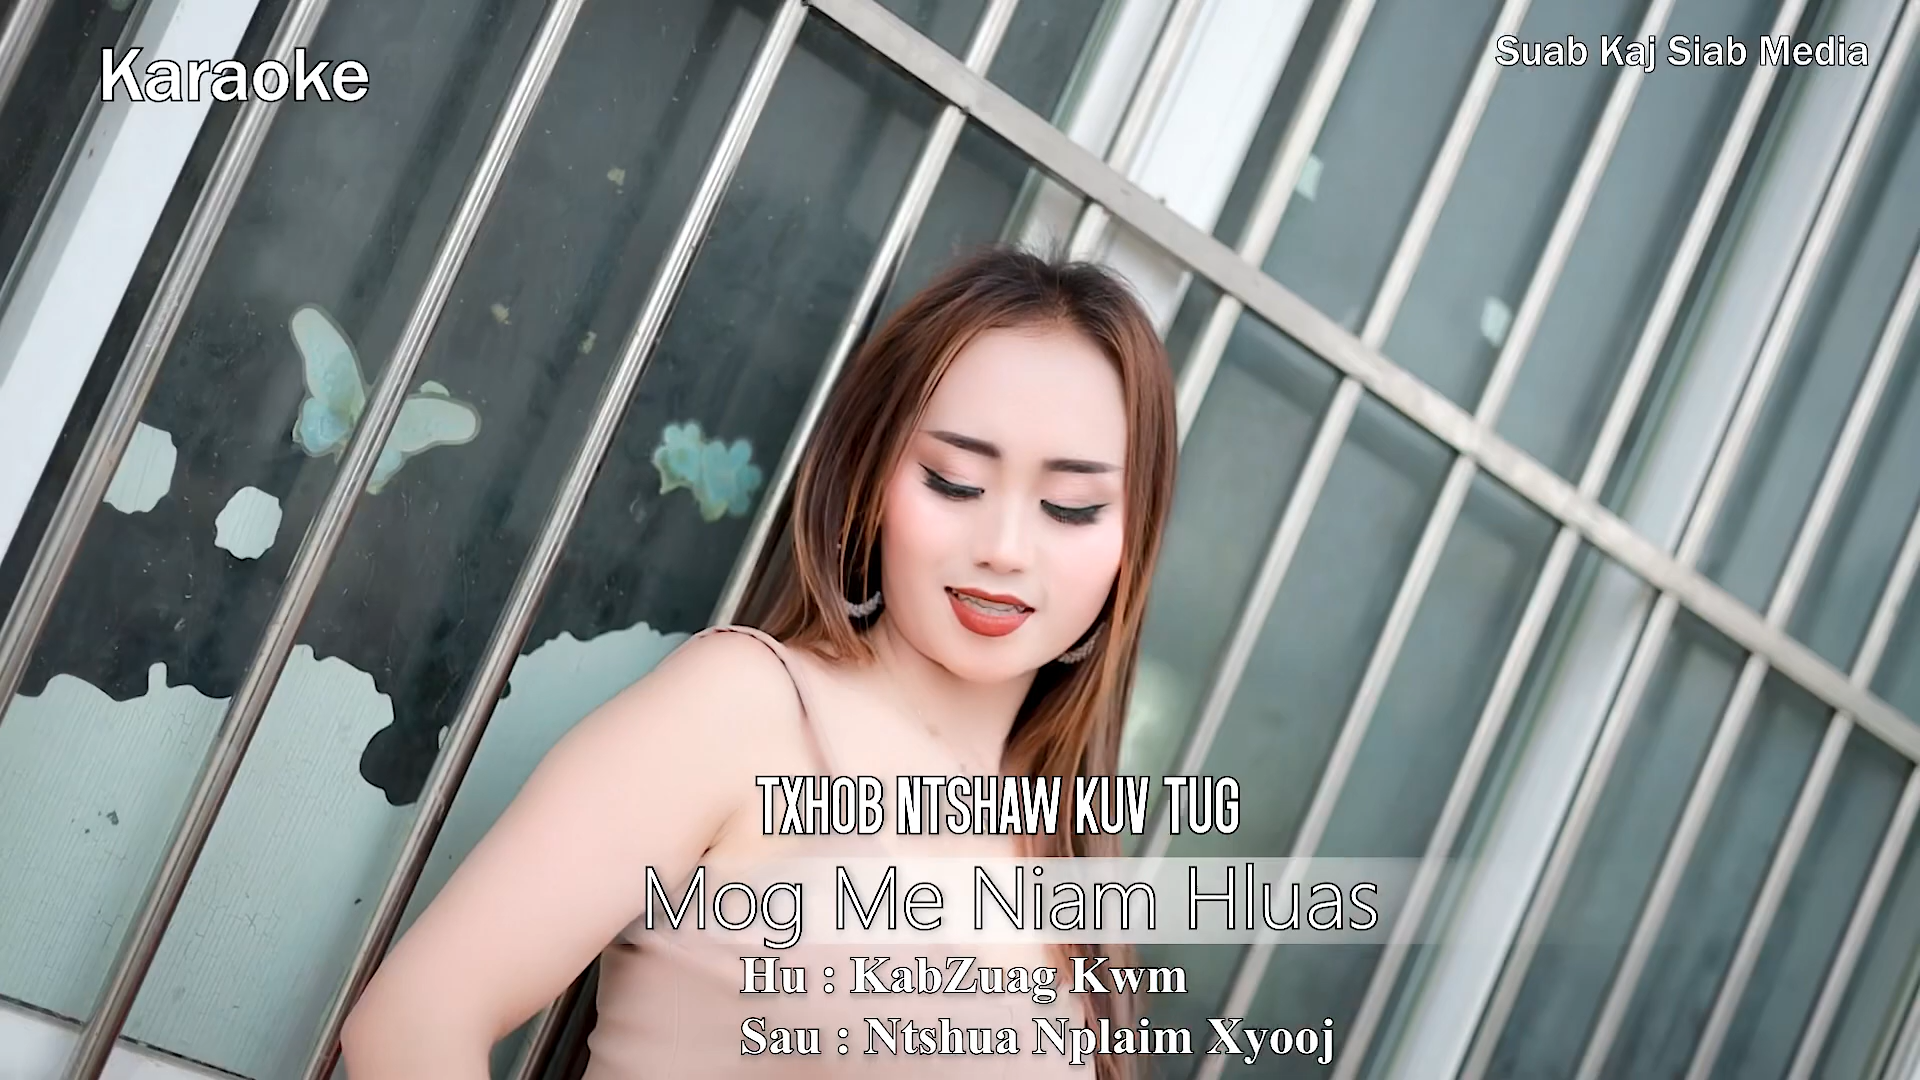 Karaoke
Suab Kaj Siab Media
TXHOB NTSHAW KUV TUG
Mog Me Niam Hluas
Hu : KabZuag Kwm
Sau : Ntshua Nplaim Xyooj